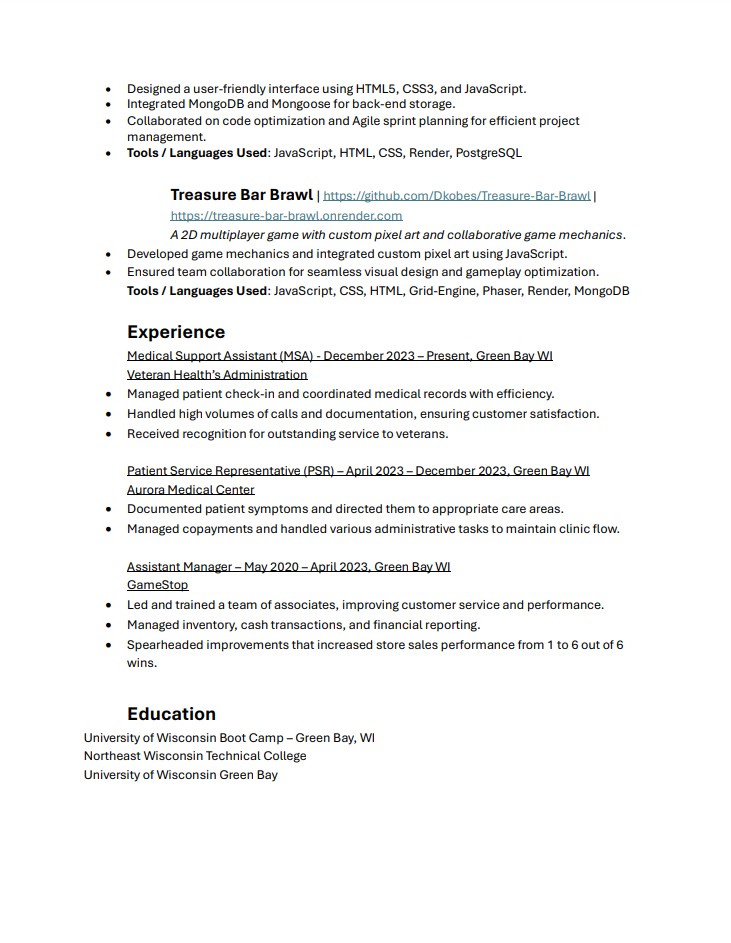 • Designed a user-friendly interface using HTML5, CSS3, and JavaScript.
• Integrated MongoDB and Mongoose for back-end storage.
• Collaborated on code optimization and Agile sprint planning for efficient project
management.
• Tools / Languages Used: JavaScript, HTML, CSS, Render, PostgreSQL
Treasure Bar Brawl | https://github.com/Dkobes/Treasure-Bar-Brawl |
https://treasure-bar-brawl.onrender.com
A 2D multiplayer game with custom pixel art and collaborative game mechanics.
• Developed game mechanics and integrated custom pixel art using JavaScript.
• Ensured team collaboration for seamless visual design and gameplay optimization.
Tools / Languages Used: JavaScript, CSS, HTML, Grid-Engine, Phaser, Render, MongoDB
Experience
Medical Support Assistant (MSA) - December 2023 – Present, Green Bay WI
Veteran Health’s Administration
• Managed patient check-in and coordinated medical records with efficiency.
• Handled high volumes of calls and documentation, ensuring customer satisfaction.
• Received recognition for outstanding service to veterans.
Patient Service Representative (PSR) – April 2023 – December 2023, Green Bay WI
Aurora Medical Center
• Documented patient symptoms and directed them to appropriate care areas.
• Managed copayments and handled various administrative tasks to maintain clinic flow.
Assistant Manager – May 2020 – April 2023, Green Bay WI
GameStop
• Led and trained a team of associates, improving customer service and performance.
• Managed inventory, cash transactions, and financial reporting.
• Spearheaded improvements that increased store sales performance from 1 to 6 out of 6
wins.
Education
University of Wisconsin Boot Camp – Green Bay, WI
Northeast Wisconsin Technical College
University of Wisconsin Green Bay